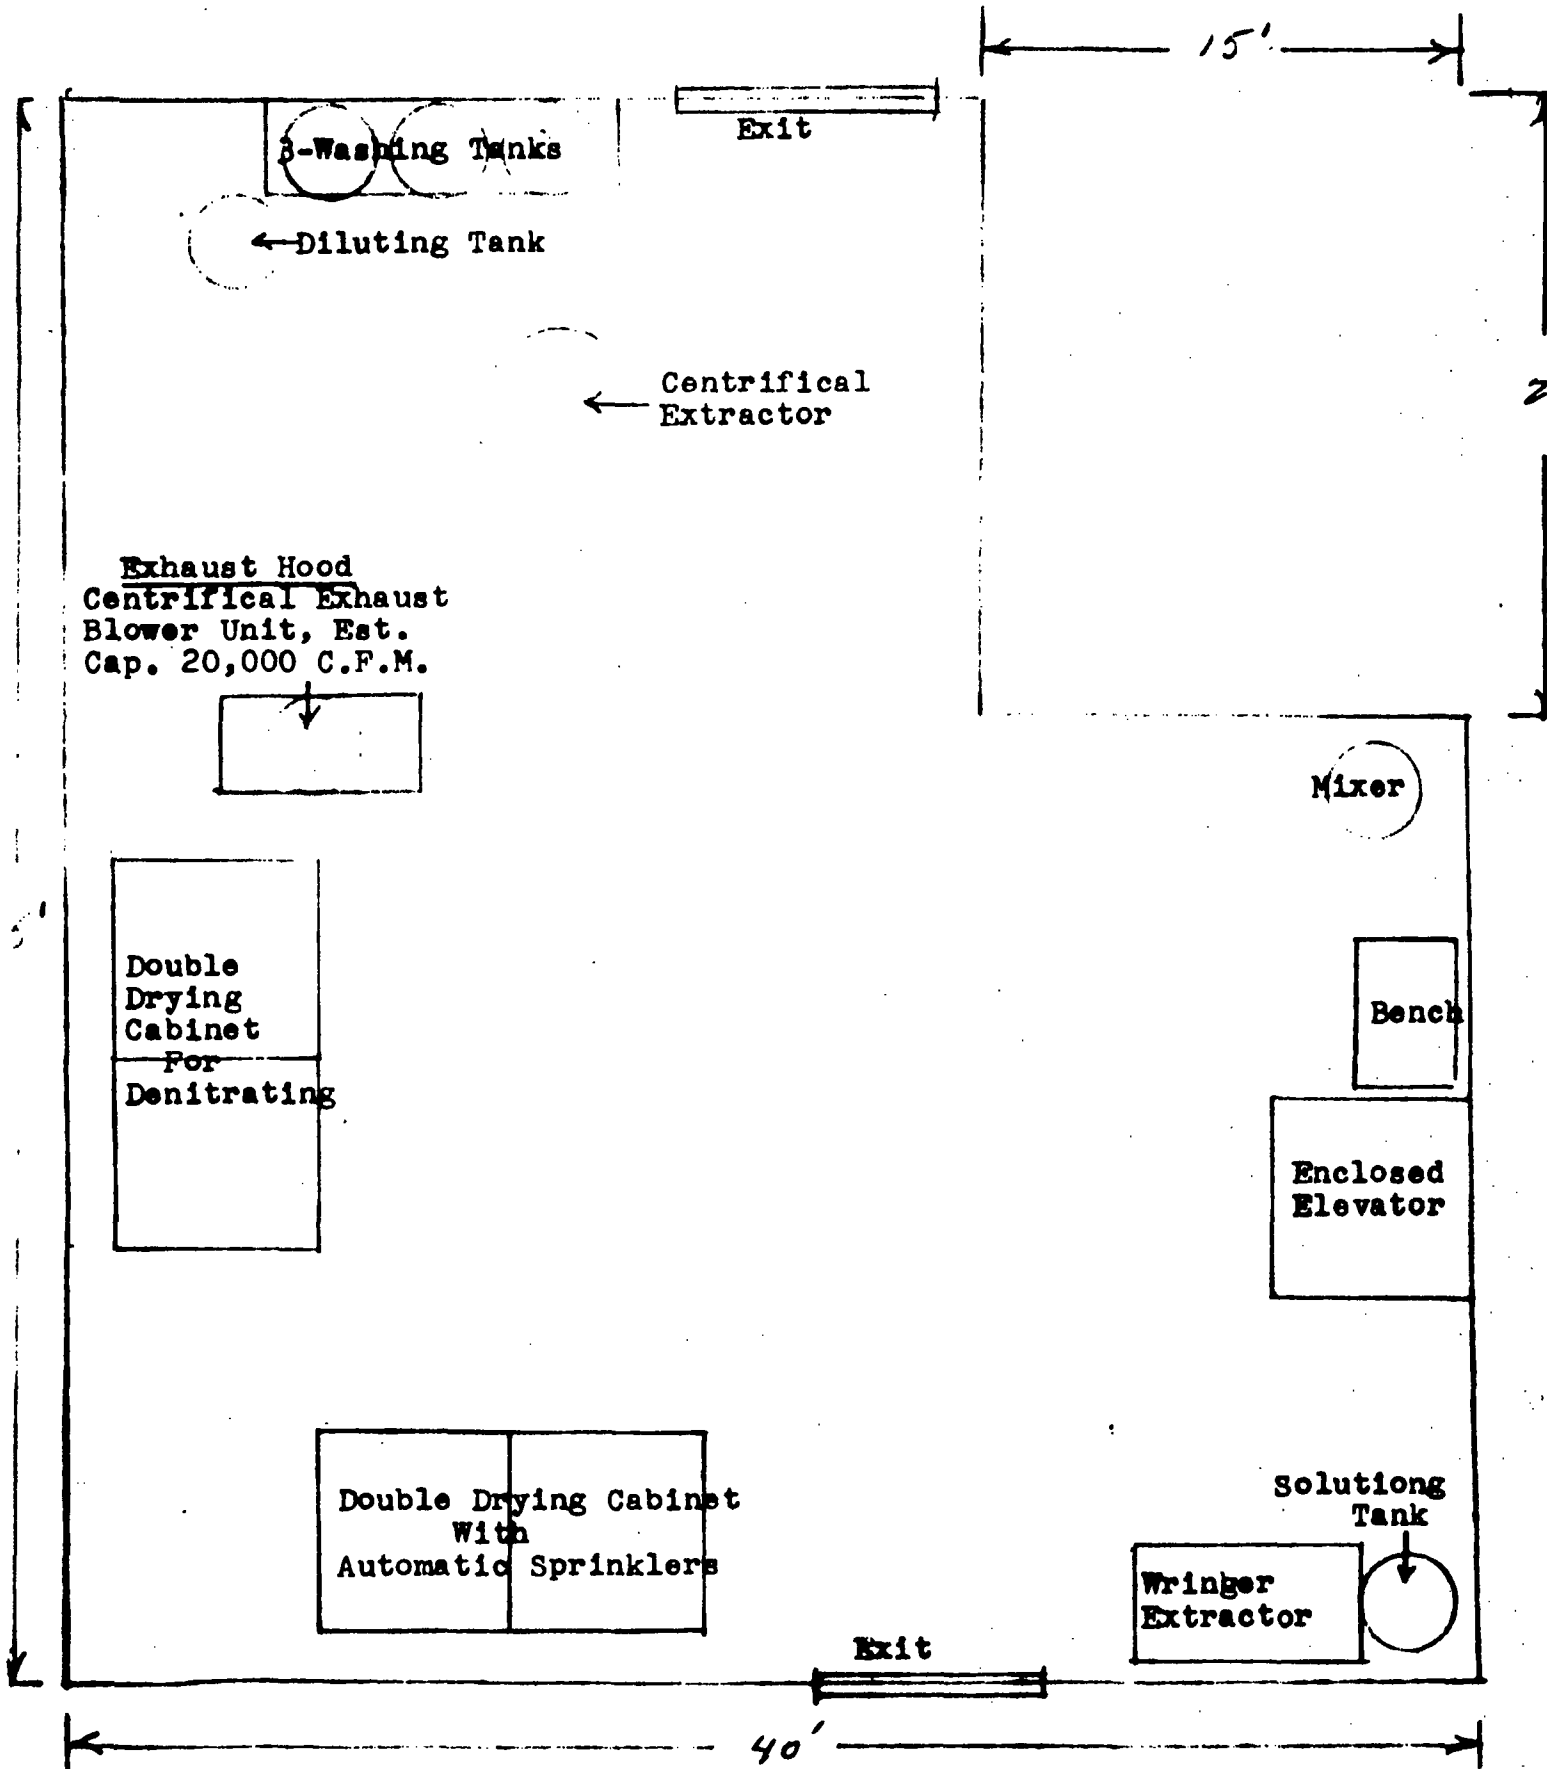 15'
Exit
3-Washing Tanks
Diluting Tank
Centrifical
Extractor
Exhaust Hood
Centrifical Exhaust
Blower Unit, Est.
Cap. 20,000 C.F.M.
Mixer
Double
Drying
Cabinet
For
Denitrating
Bench
Enclosed
Elevator
Double Drying Cabinet
With
Automatic Sprinklers
Solutiong
Tank
Wringer
Extractor
Exit
40'